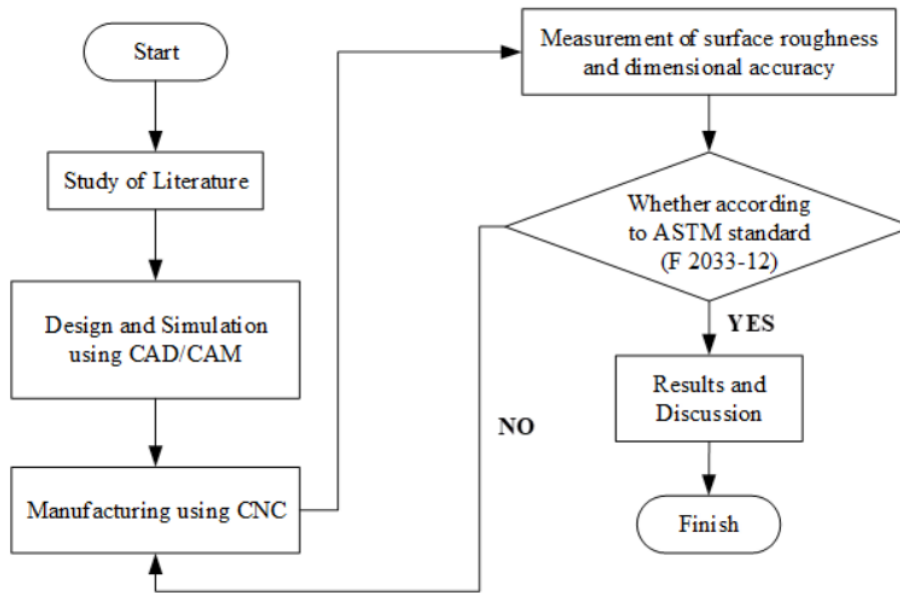 Start
Study of Literature
Design and Simulation
using CAD/CAM
Manufacturing using CNC
Measurement of surface roughness
and dimensional accuracy
Whether according
to ASTM standard
(F 2033-12)
YES
NO
Results and
Discussion
Finish